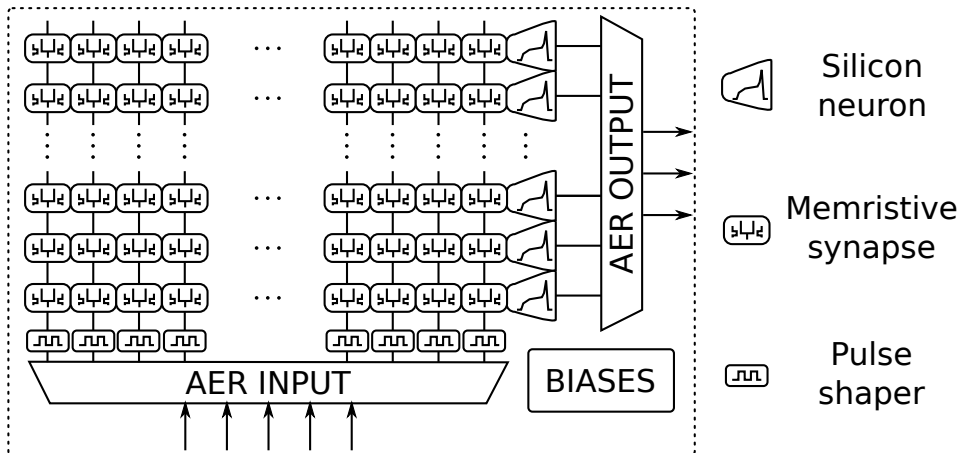 Silicon
neuron
AER OUTPUT
Memristive
synapse
Pulse
shaper
AER INPUT
BIASES